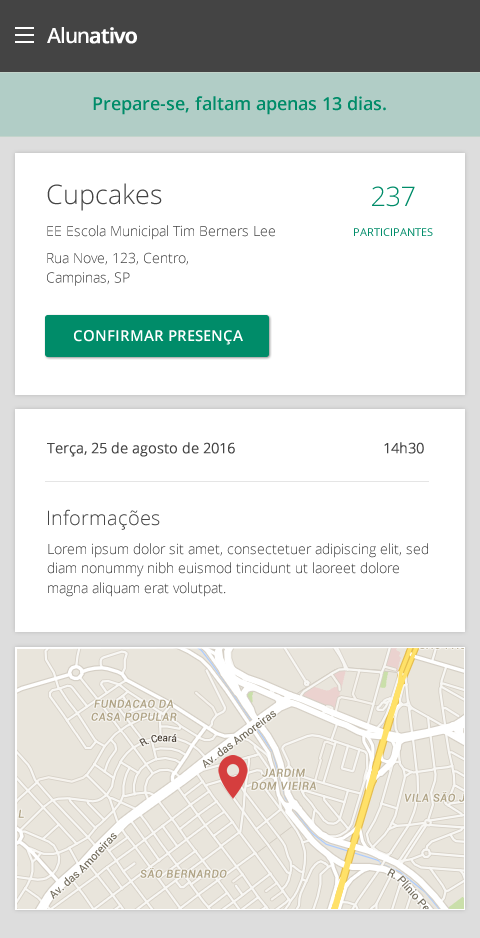 Alunativo
Prepare-se, faltam apenas 13 dias.
Cupcakes
237
EE Escola Municipal Tim Berners Lee
PARTICIPANTES
Rua Nove, 123, Centro,
Campinas, SP
CONFIRMAR PRESENÇA
Terça, 25 de agosto de 2016
14h30
Informações
Lorem ipsum dolor sit amet, consectetuer adipiscing elit, sed
diam nonummy nibh euismod tincidunt ut laoreet dolore
magna aliquam erat volutpat.
FUNDACAO DA
CASA POPULAR
R. Ceará
Av. das Amoreiras
JARDIM
DOM VIEIRA
VILA SÃO J
L
Av. das Amoreiras
SÃO BERNARDO
R. Plínio Pe